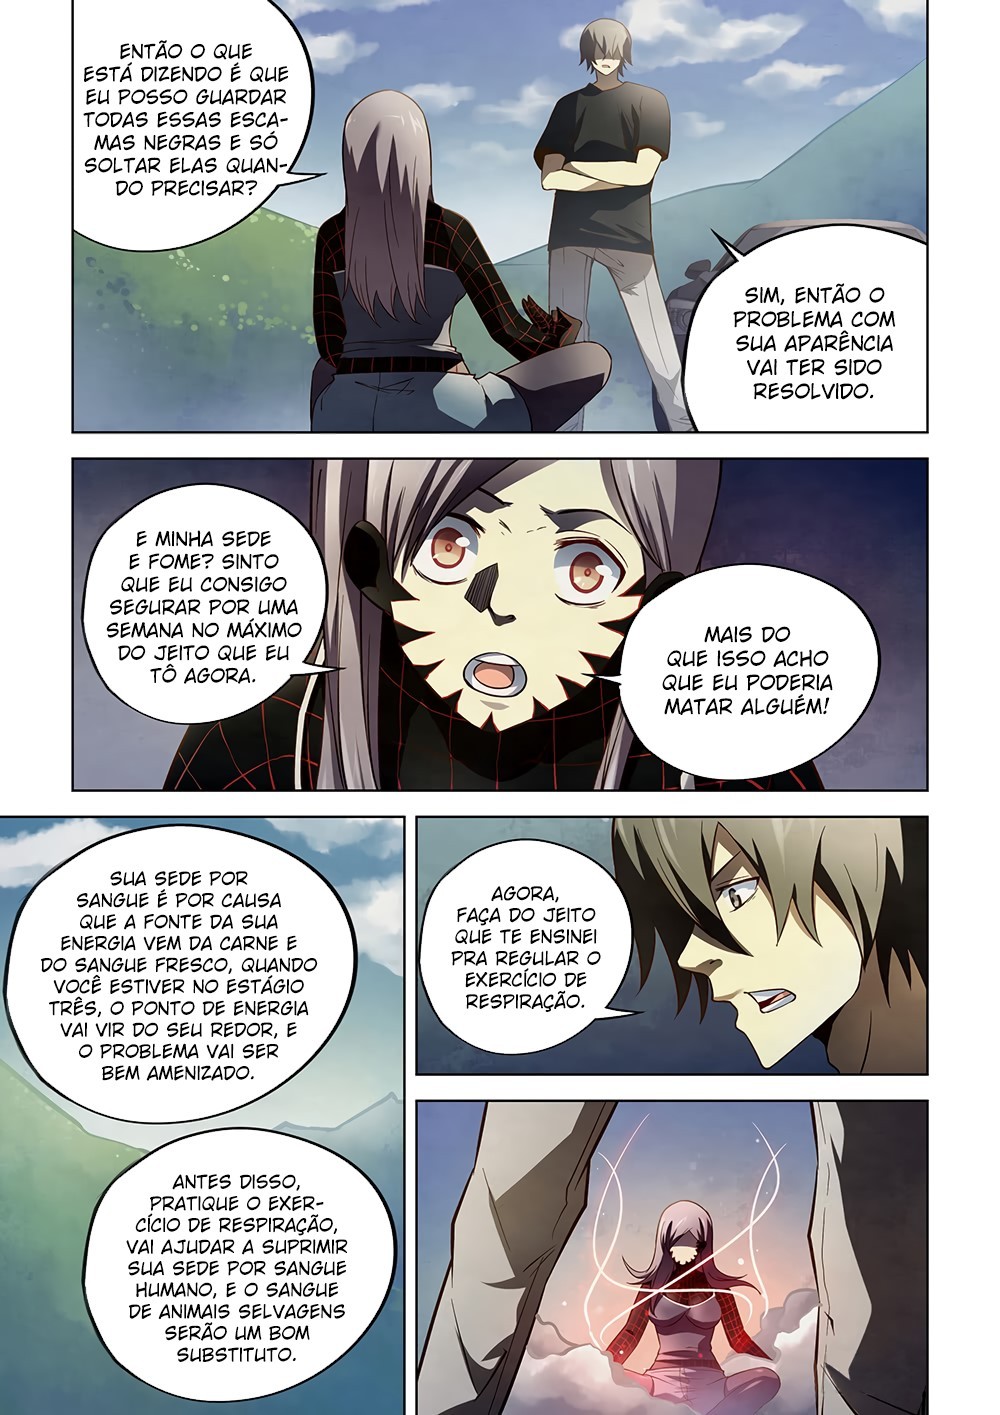 ENTÃO O QUE
ESTÁ DIZENDO É QUE
EU POSSO GUARDAR
TODAS ESSAS ESCA-
MAS NEGRAS E SÓ
SOLTAR ELAS QUAN-
DO PRECISAR?
SIM, ENTÃO O
PROBLEMA COM
SUA APARÊNCIA
VAI TER SIDO
RESOLVIDO.
E MINHA SEDE
E FOME? SINTO
QUE EU CONSIGO
SEGURAR POR UMA
SEMANA NO MÁXIMO
DO JEITO QUE EU
TÔ AGORA.
MAIS DO
QUE ISSO ACHO
QUE EU PODERIA
MATAR ALGUÉM!
SUA SEDE POR
SANGUE É POR CAUSA
QUE A FONTE DA SUA
ENERGIA VEM DA CARNE E
DO SANGUE FRESCO, QUANDO
VOCÊ ESTIVER NO ESTÁGIO
TRÊS, O PONTO DE ENERGIA
VAI VIR DO SEU REDOR, E
O PROBLEMA VAI SER
BEM AMENIZADO.
ANTES DISSO,
PRATIQUE O EXER-
CÍCIO DE RESPIRAÇÃO,
VAI AJUDAR A SUPRIMIR
SUA SEDE POR SANGUE
HUMANO, E O SANGUE
DE ANIMAIS SELVAGENS
SERÃO UM BOM
SUBSTITUTO.
AGORA,
FAÇA DO JEITO
QUE TE ENSINEI
PRA REGULAR O
EXERCÍCIO DE
RESPIRAÇÃO.